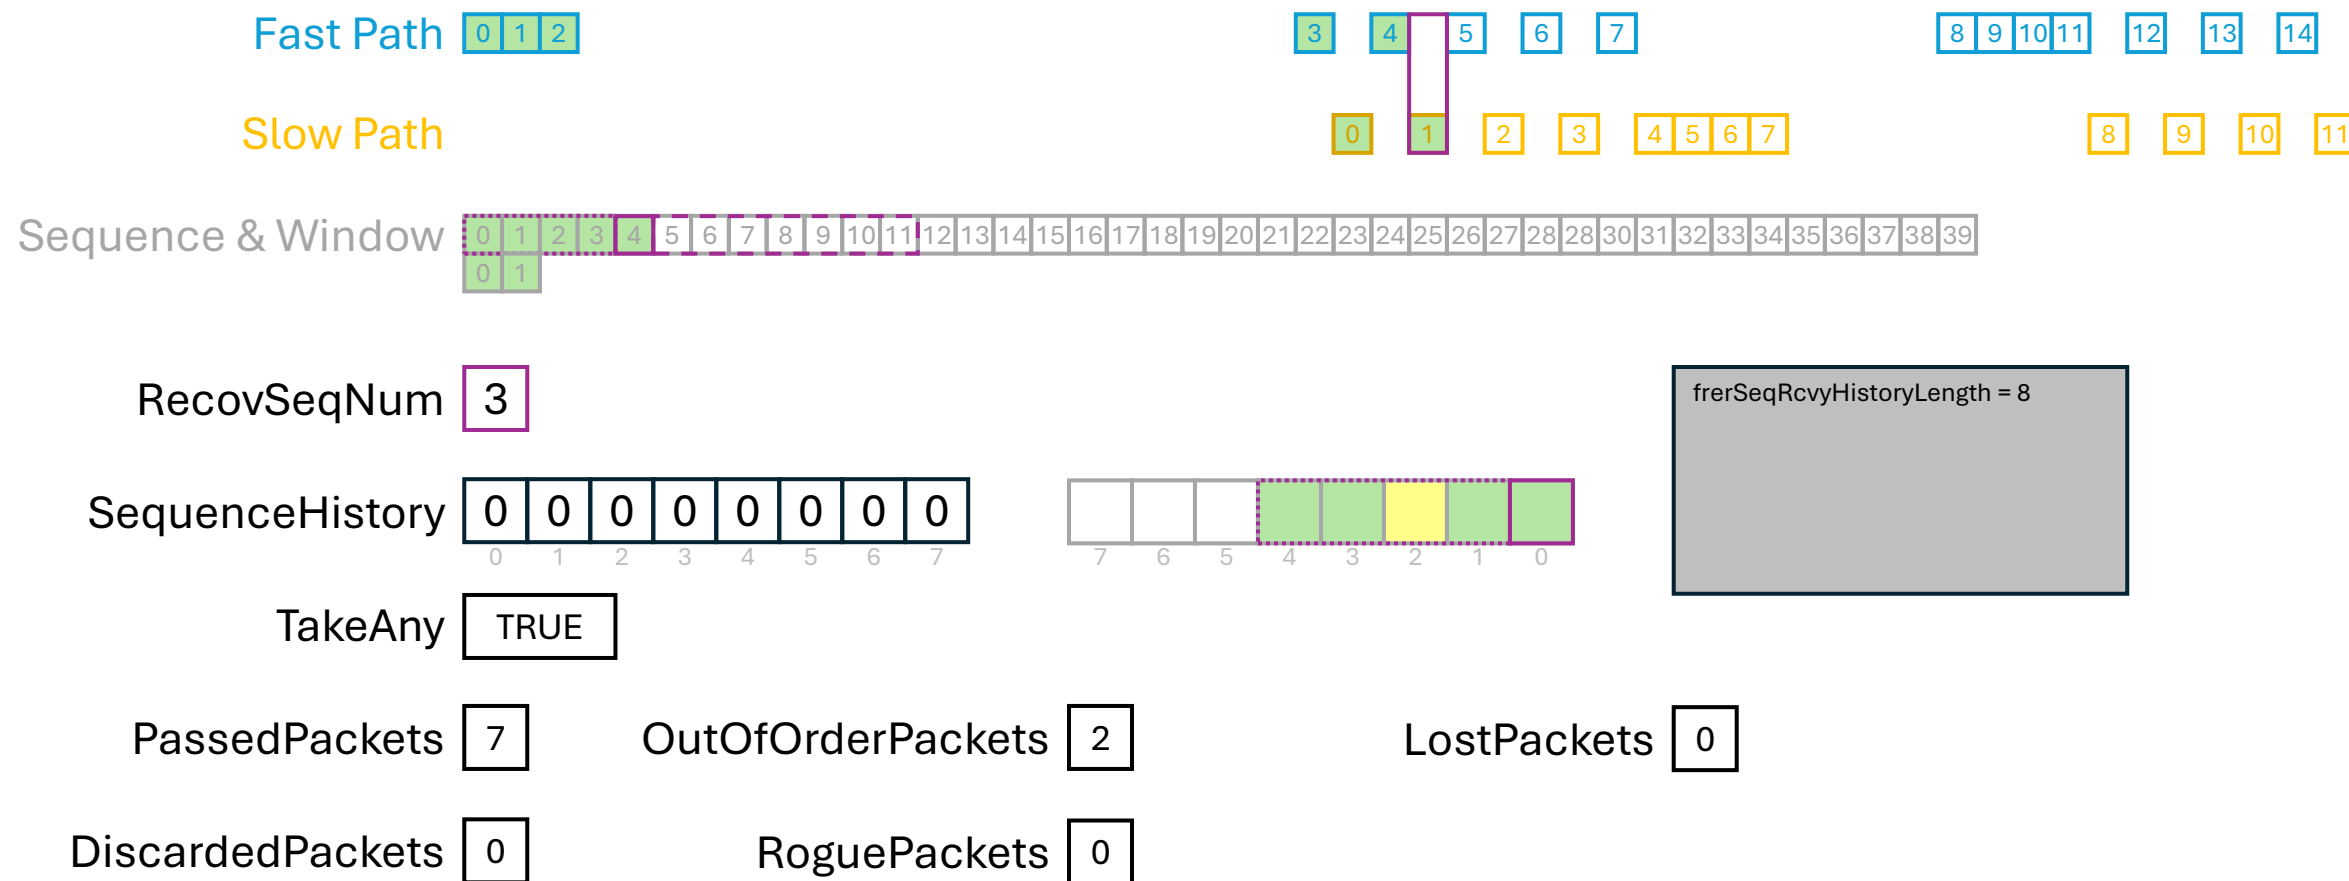 Fast Path 0 1 2 3 4 5 6 7 8 9 10 11 12 13 14
Slow Path 0 1 2 3 4 5 6 7 8 9 10 11
Sequence & Window 0 1 2 3 4 5 6 7 8 9 10 11 12 13 14 15 16 17 18 19 20 21 22 23 24 25 26 27 28 28 30 31 32 33 34 35 36 37 38 39
0 1
RecovSeqNum 3
frerSeqRcvyHistoryLength = 8
SequenceHistory 0 0 0 0 0 0 0 0
0 1 2 3 4 5 6 7 7 6 5 4 3 2 1 0
TakeAny TRUE
PassedPackets 7 OutOfOrderPackets 2 LostPackets 0
DiscardedPackets 0 RoguePackets 0